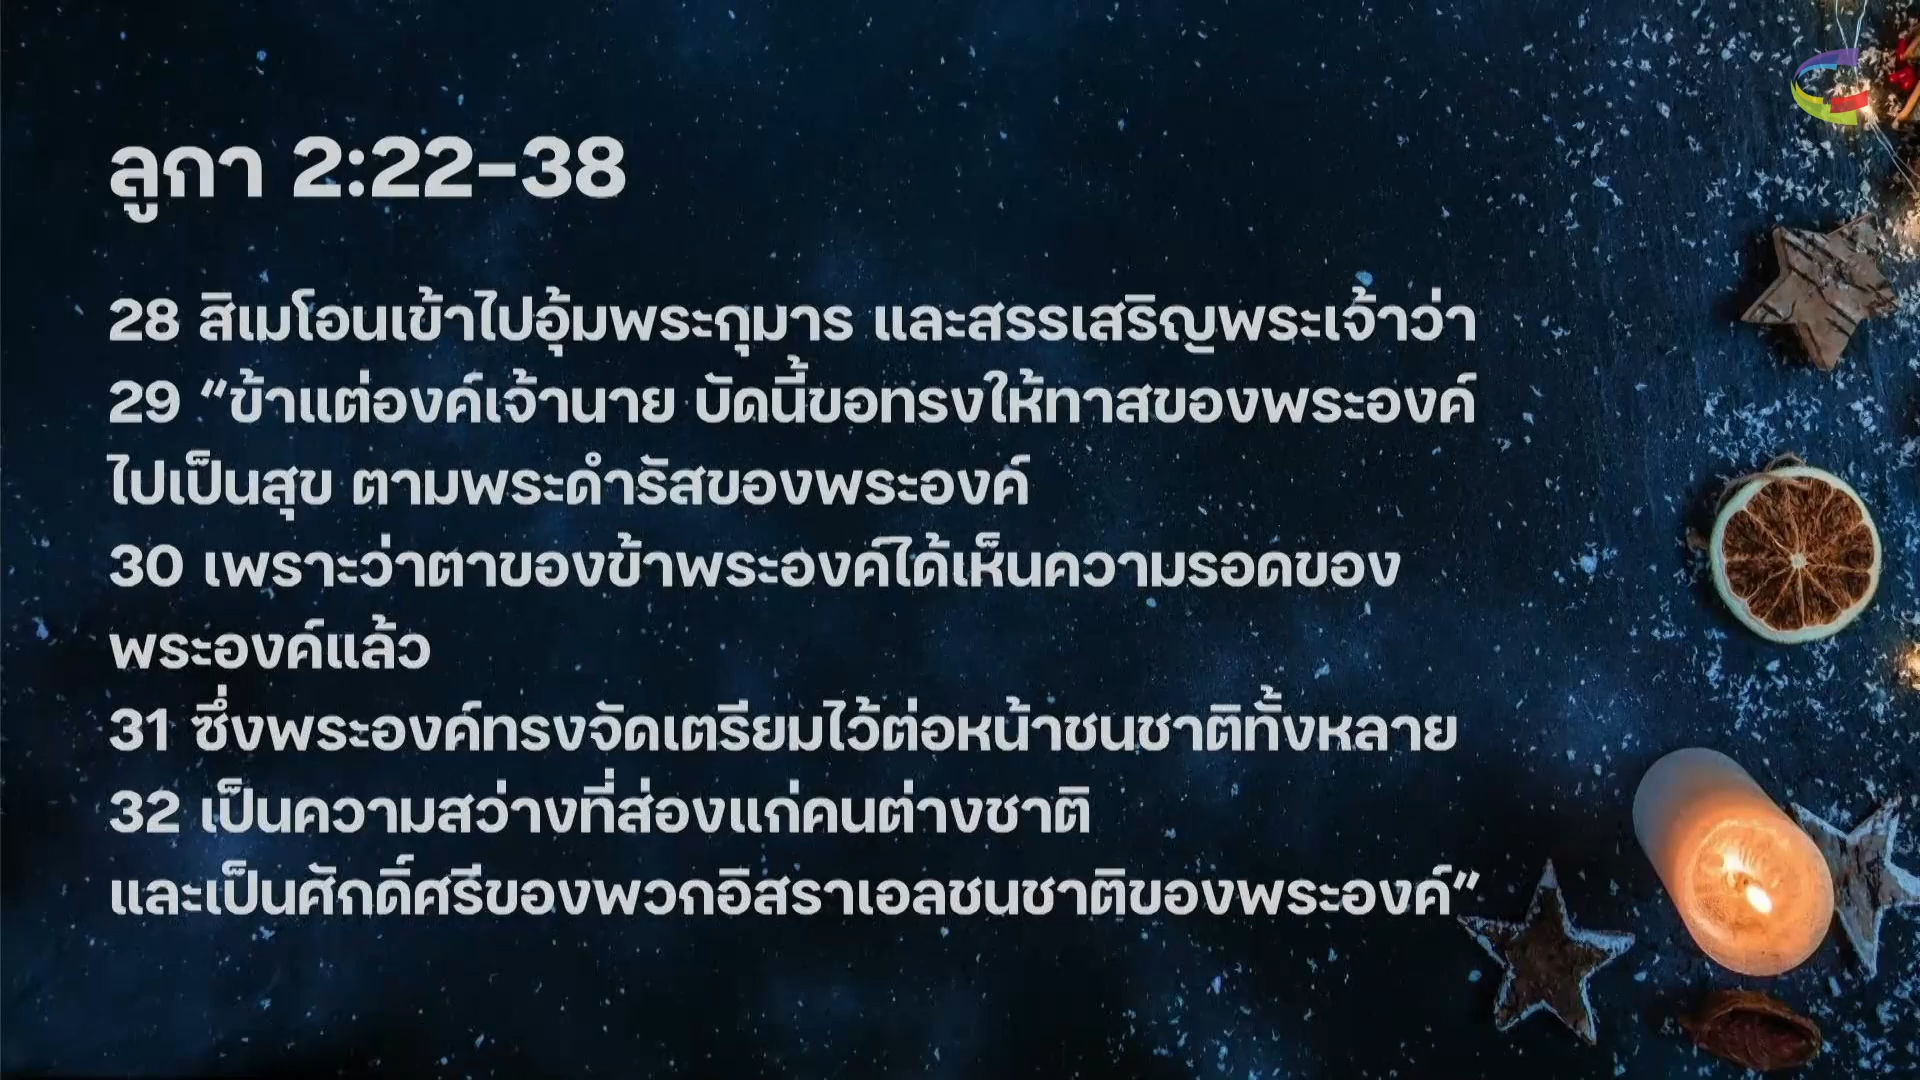 ลูกา 2:22-38
28 สิเมโอนเข้าไปอุ้มพระกุมาร และสรรเสริญพระเจ้าว่า
29 “ข้าแต่องค์เจ้านาย บัดนี้ขอทรงให้ทาสของพระองค์
ไปเป็นสุข ตามพระดำรัสของพระองค์
30 เพราะว่าตาของข้าพระองค์ได้เห็นความรอดของ
พระองค์แล้ว
31 ซึ่งพระองค์ทรงจัดเตรียมไว้ต่อหน้าชนชาติทั้งหลาย
32 เป็นความสว่างที่ส่องแก่คนต่างชาติ
และเป็นศักดิ์ศรีของพวกอิสราเอลชนชาติของพระองค์”